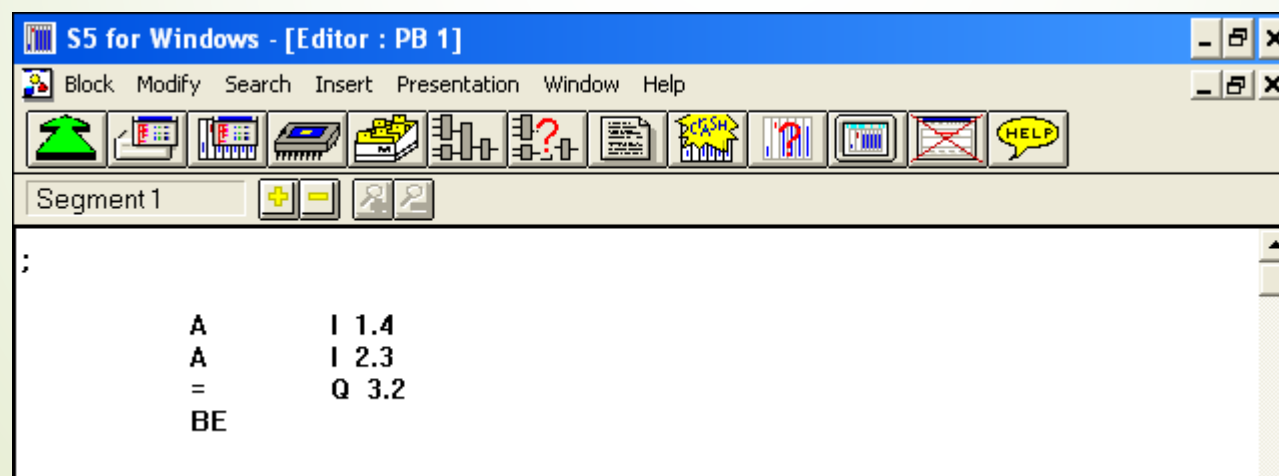 S5 for Windows - [Editor : PB 1]
Block Modify Search Insert Presentation Window Help
M ? CRASH ? HELP
Segment 1
;
A I 1.4
A I 2.3
= Q 3.2
BE